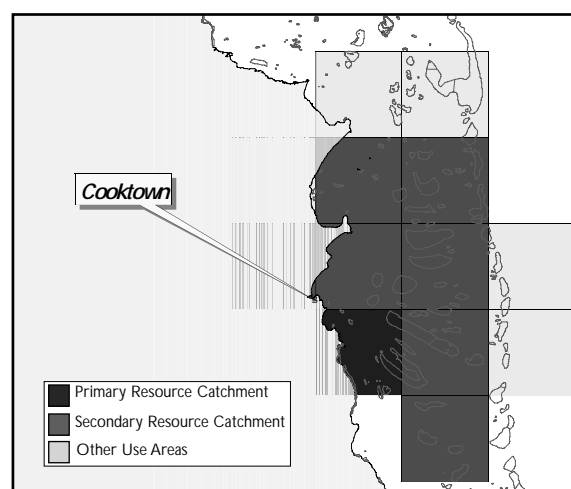 Cooktown
Primary Resource Catchment
Secondary Resource Catchment
Other Use Areas